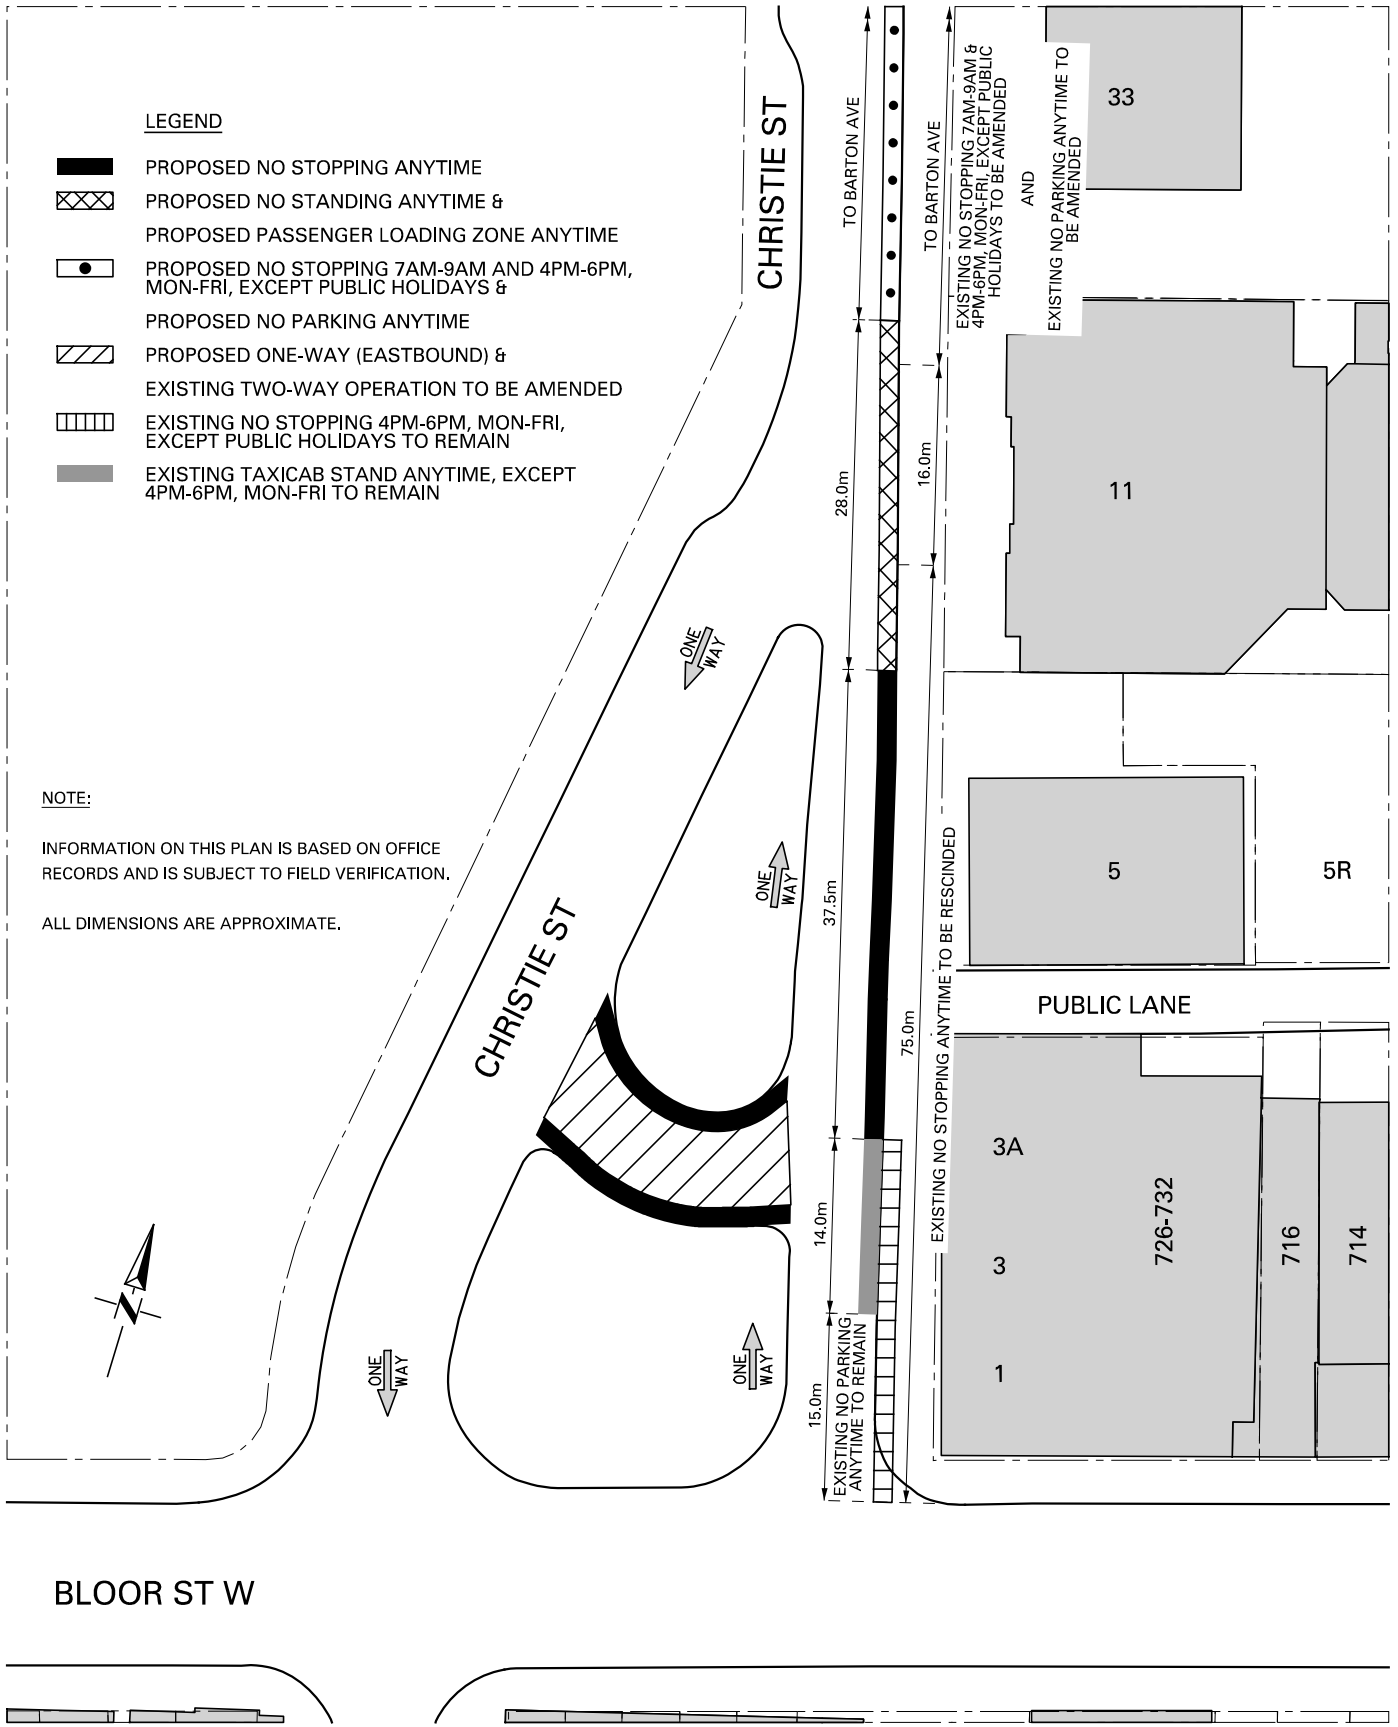 LEGEND
PROPOSED NO STOPPING ANYTIME
PROPOSED NO STANDING ANYTIME &
PROPOSED PASSENGER LOADING ZONE ANYTIME
PROPOSED NO STOPPING 7AM-9AM AND 4PM-6PM,
MON-FRI, EXCEPT PUBLIC HOLIDAYS &
PROPOSED NO PARKING ANYTIME
PROPOSED ONE-WAY (EASTBOUND) &
EXISTING TWO-WAY OPERATION TO BE AMENDED
EXISTING NO STOPPING 4PM-6PM, MON-FRI,
EXCEPT PUBLIC HOLIDAYS TO REMAIN
EXISTING TAXICAB STAND ANYTIME, EXCEPT
4PM-6PM, MON-FRI TO REMAIN
NOTE:
INFORMATION ON THIS PLAN IS BASED ON OFFICE
RECORDS AND IS SUBJECT TO FIELD VERIFICATION.
ALL DIMENSIONS ARE APPROXIMATE.
CHRISTIE ST
TO BARTON AVE
TO BARTON AVE
EXISTING NO STOPPING 7AM-9AM &
4PM-6PM, MON-FRI, EXCEPT PUBLIC
HOLIDAYS TO BE AMENDED
AND
EXISTING NO PARKING ANYTIME TO
BE AMENDED
33
28.0m
16.0m
11
ONE
WAY
ONE
WAY
37.5m
75.0m
EXISTING NO STOPPING ANYTIME TO BE RESCINDED
5
5R
CHRISTIE ST
PUBLIC LANE
3A
3
1
726-732
716
714
14.0m
15.0m
EXISTING NO PARKING
ANYTIME TO REMAIN
ONE
WAY
ONE
WAY
N
BLOOR ST W